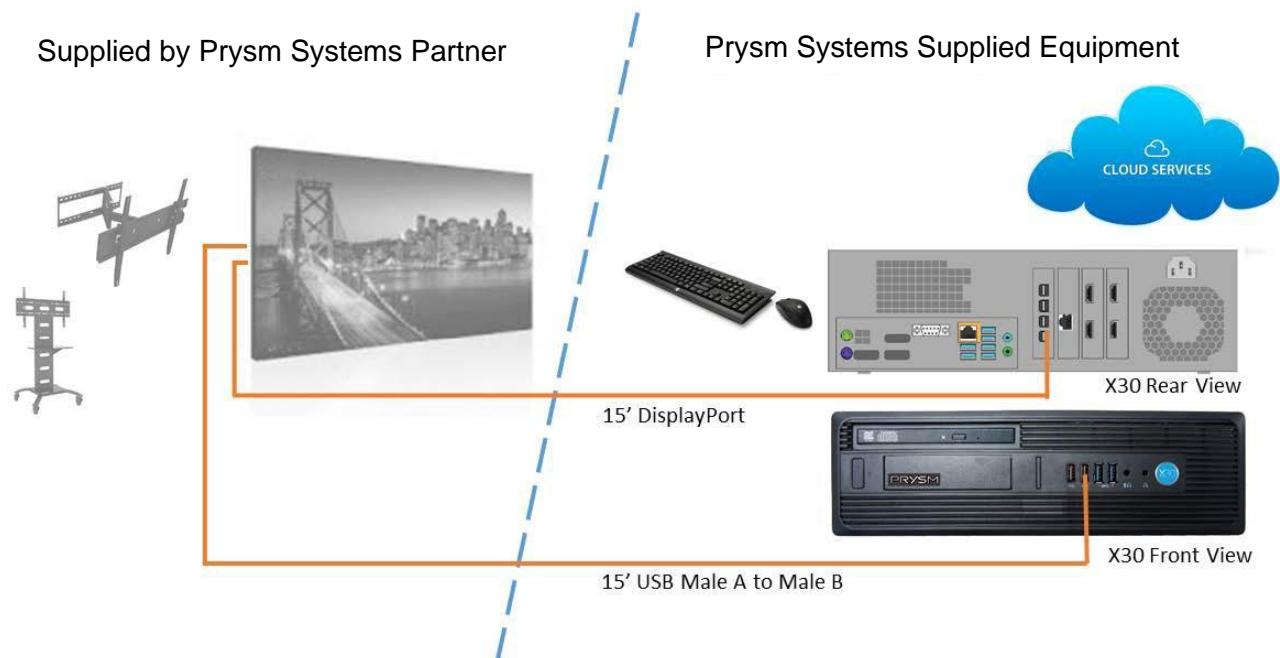 Supplied by Prysm Systems Partner
Prysm Systems Supplied Equipment
CLOUD SERVICES
X30 Rear View
15’ DisplayPort
PRYSM
X30
X30 Front View
15’ USB Male A to Male B